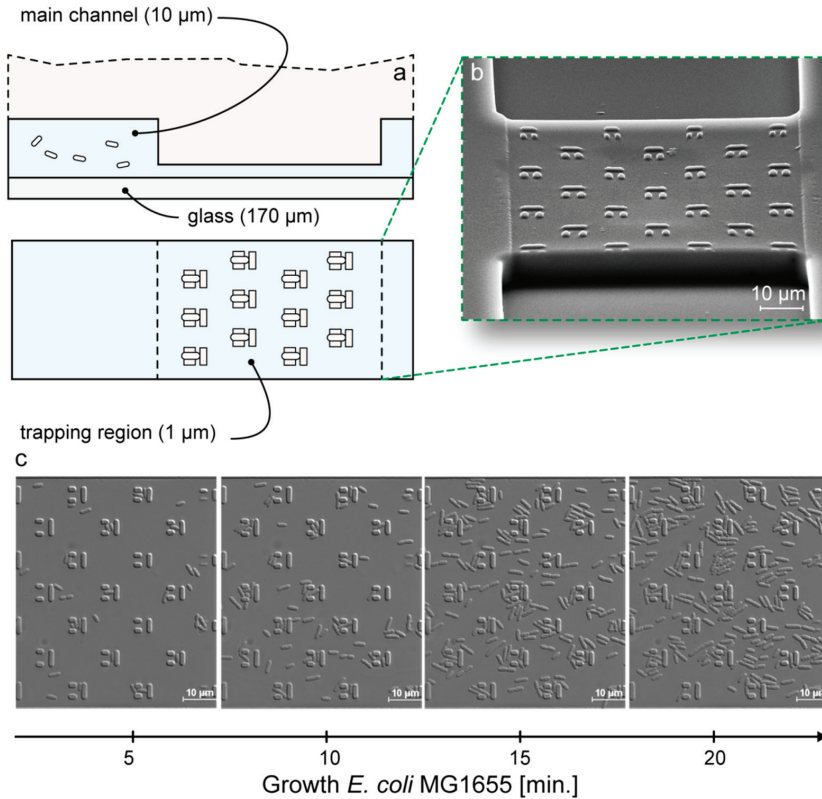 main channel (10 µm)
a
b
glass (170 µm)
10 µm
trapping region (1 µm)
c
10 µm
10 µm
10 µm
10 µm
5
10
15
20
Growth E. coli MG1655 [min.]